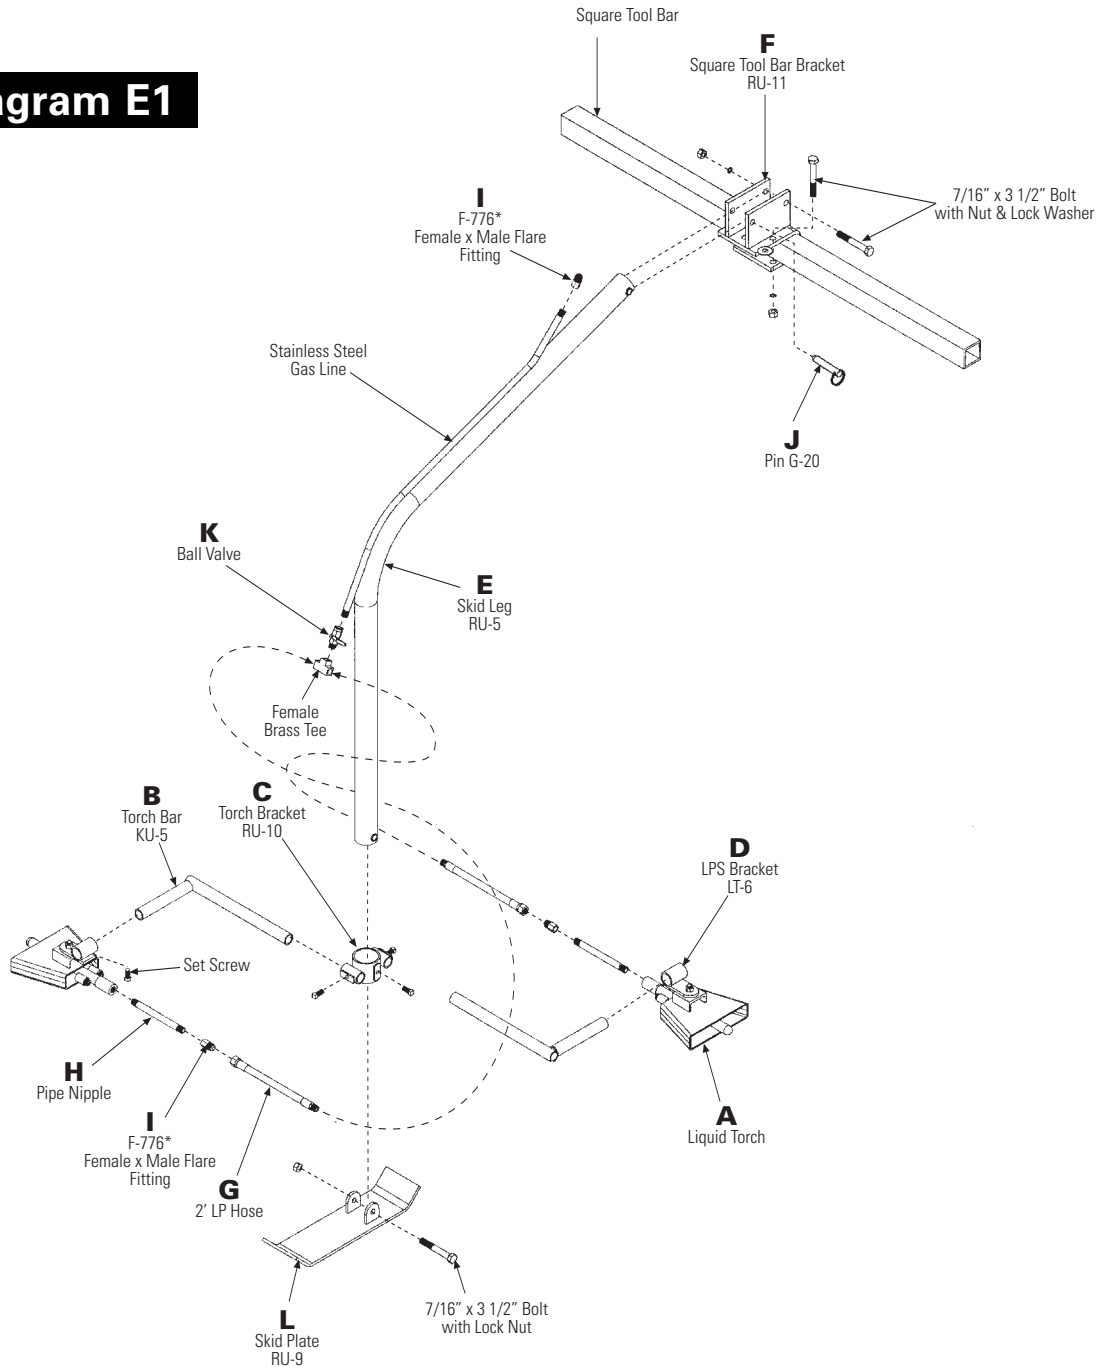 Square Tool Bar
F
Square Tool Bar Bracket
RU-11
agram E1
7/16” x 3 1/2” Bolt
with Nut & Lock Washer
I
F-776*
Female x Male Flare
Fitting
Stainless Steel
Gas Line
J
Pin G-20
K
Ball Valve
E
Skid Leg
RU-5
Female
Brass Tee
B
Torch Bar
KU-5
C
Torch Bracket
RU-10
D
LPS Bracket
LT-6
Set Screw
H
Pipe Nipple
A
Liquid Torch
I
F-776*
Female x Male Flare
Fitting
G
2’ LP Hose
L
Skid Plate
RU-9
7/16” x 3 1/2” Bolt
with Lock Nut